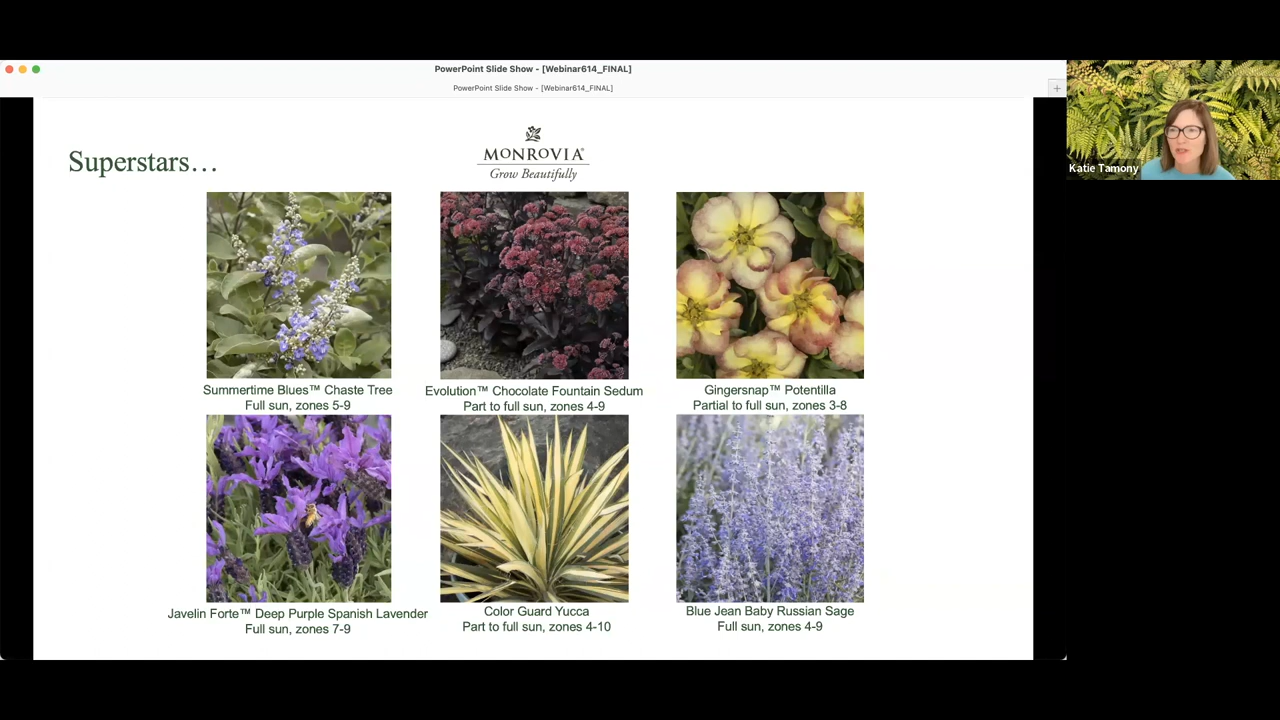 PowerPoint Slide Show - [Webinar614_FINAL]
PowerPoint Slide Show - [Webinar614_FINAL]
Katie Tamony
Superstars…
MONROVIA®
Grow Beautifully
Summertime Blues™ Chaste Tree
Full sun, zones 5-9
Evolution™ Chocolate Fountain Sedum
Part to full sun, zones 4-9
Gingersnap™ Potentilla
Partial to full sun, zones 3-8
Javelin Forte™ Deep Purple Spanish Lavender
Full sun, zones 7-9
Color Guard Yucca
Part to full sun, zones 4-10
Blue Jean Baby Russian Sage
Full sun, zones 4-9